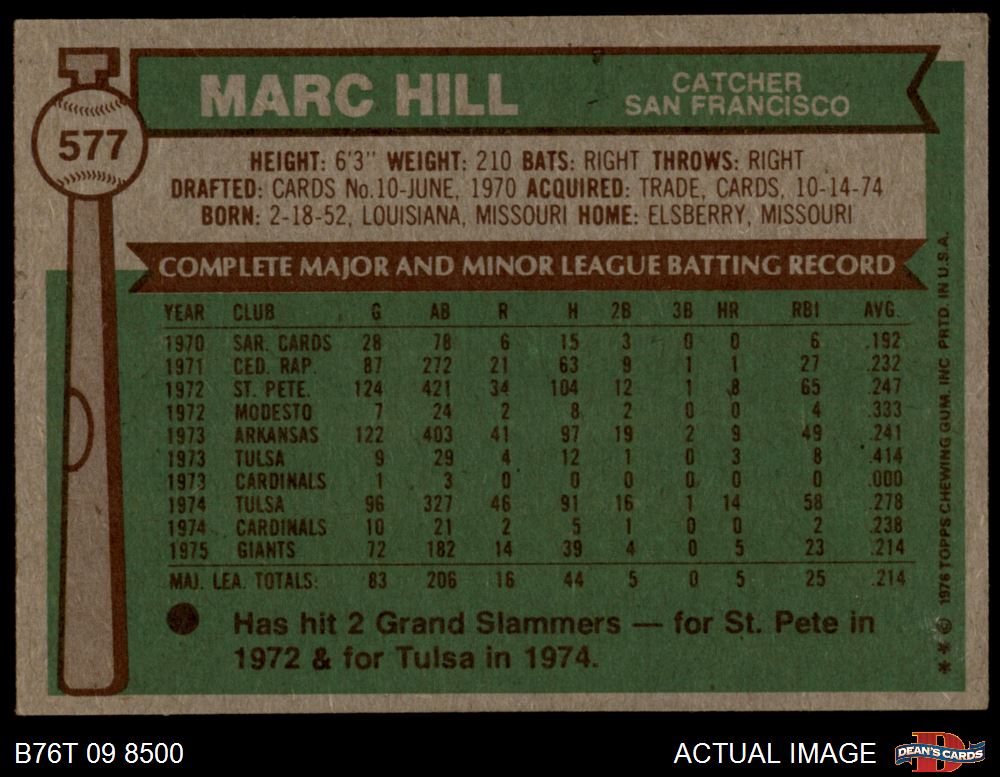 577
MARC HILL
CATCHER
SAN FRANCISCO
HEIGHT: 6'3" WEIGHT: 210 BATS: RIGHT THROWS: RIGHT
DRAFTED: CARDS No.10-JUNE, 1970 ACQUIRED: TRADE, CARDS, 10-14-74
BORN: 2-18-52, LOUISIANA, MISSOURI HOME: ELSBERRY, MISSOURI
COMPLETE MAJOR AND MINOR LEAGUE BATTING RECORD
YEAR CLUB G AB R H 2B 3B HR RBI AVG.
1970 SAR. CARDS 28 78 6 15 3 0 0 6 .192
1971 CED. RAP. 87 272 21 63 9 1 1 27 .232
1972 ST. PETE. 124 421 34 104 12 1 8 65 .247
1972 MODESTO 7 24 2 8 2 0 0 4 .333
1973 ARKANSAS 122 403 41 97 19 2 9 49 .241
1973 TULSA 9 29 4 12 1 0 3 8 .414
1973 CARDINALS 1 3 0 0 0 0 0 0 .000
1974 TULSA 96 327 46 91 16 1 14 58 .278
1974 CARDINALS 10 21 2 5 1 0 0 2 .238
1975 GIANTS 72 182 14 39 4 0 5 23 .214
MAJ. LEA. TOTALS: 83 206 16 44 5 0 5 25 .214
Has hit 2 Grand Slammers — for St. Pete in
1972 & for Tulsa in 1974.
** © 1976 TOPPS CHEWING GUM, INC PRTD. IN U.S.A.
B76T 09 8500
ACTUAL IMAGE
DEAN'S CARDS